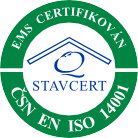 EMS CERTIFIKOVÁN
STAVCERT
ČSN EN ISO 14001